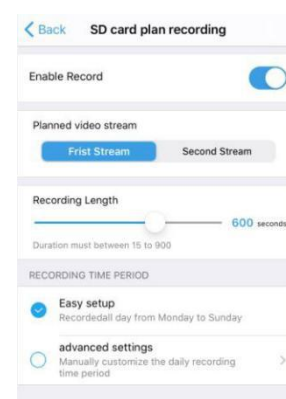 Back SD card plan recording
Enable Record
Planned video stream
Frist Stream Second Stream
Recording Length
600 seconds
Duration must between 15 to 900
RECORDING TIME PERIOD
Easy setup
Recordedall day from Monday to Sunday
advanced settings
Manually customize the daily recording
time period